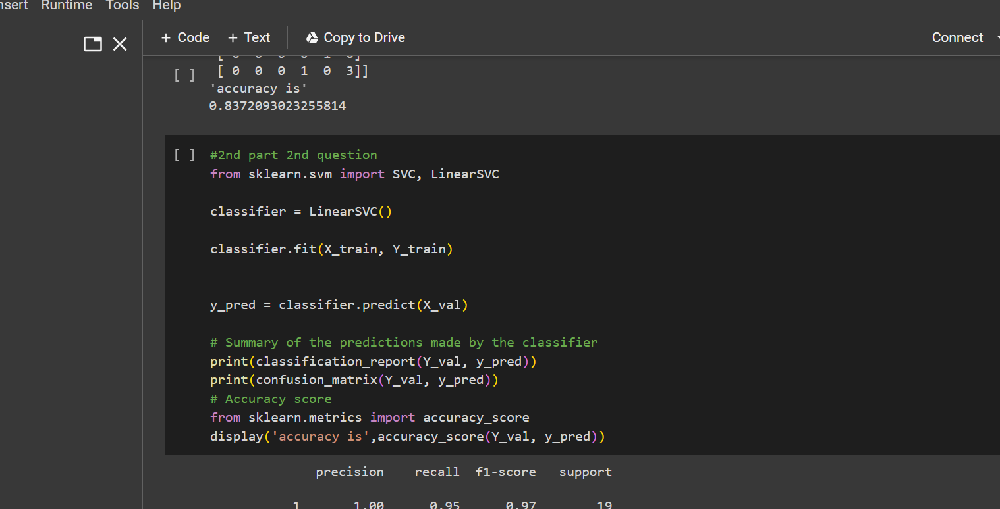 nsert Runtime Tools Help
+ Code + Text Copy to Drive Connect
[ ] [ 0 0 0 1 0 3]]
'accuracy is'
0.8372093023255814
[ ] #2nd part 2nd question
from sklearn.svm import SVC, LinearSVC
classifier = LinearSVC()
classifier.fit(X_train, Y_train)
y_pred = classifier.predict(X_val)
# Summary of the predictions made by the classifier
print(classification_report(Y_val, y_pred))
print(confusion_matrix(Y_val, y_pred))
# Accuracy score
from sklearn.metrics import accuracy_score
display('accuracy is',accuracy_score(Y_val, y_pred))
precision recall f1-score support
1 1.00 0.95 0.97 19